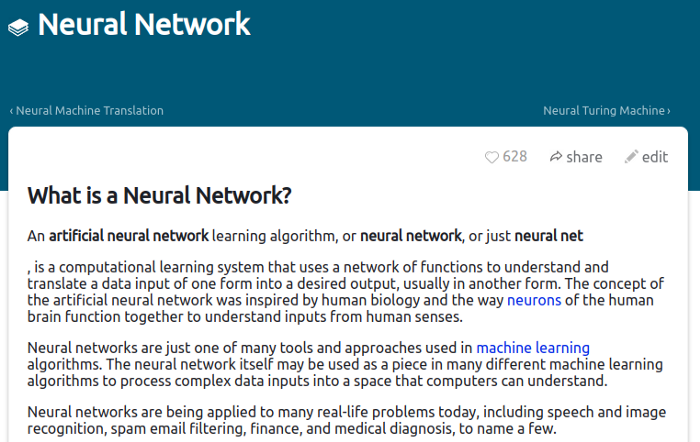 Neural Network
‹ Neural Machine Translation
Neural Turing Machine ›
628 share edit
What is a Neural Network?
An artificial neural network learning algorithm, or neural network, or just neural net
, is a computational learning system that uses a network of functions to understand and
translate a data input of one form into a desired output, usually in another form. The concept of
the artificial neural network was inspired by human biology and the way neurons of the human
brain function together to understand inputs from human senses.
Neural networks are just one of many tools and approaches used in machine learning
algorithms. The neural network itself may be used as a piece in many different machine learning
algorithms to process complex data inputs into a space that computers can understand.
Neural networks are being applied to many real-life problems today, including speech and image
recognition, spam email filtering, finance, and medical diagnosis, to name a few.